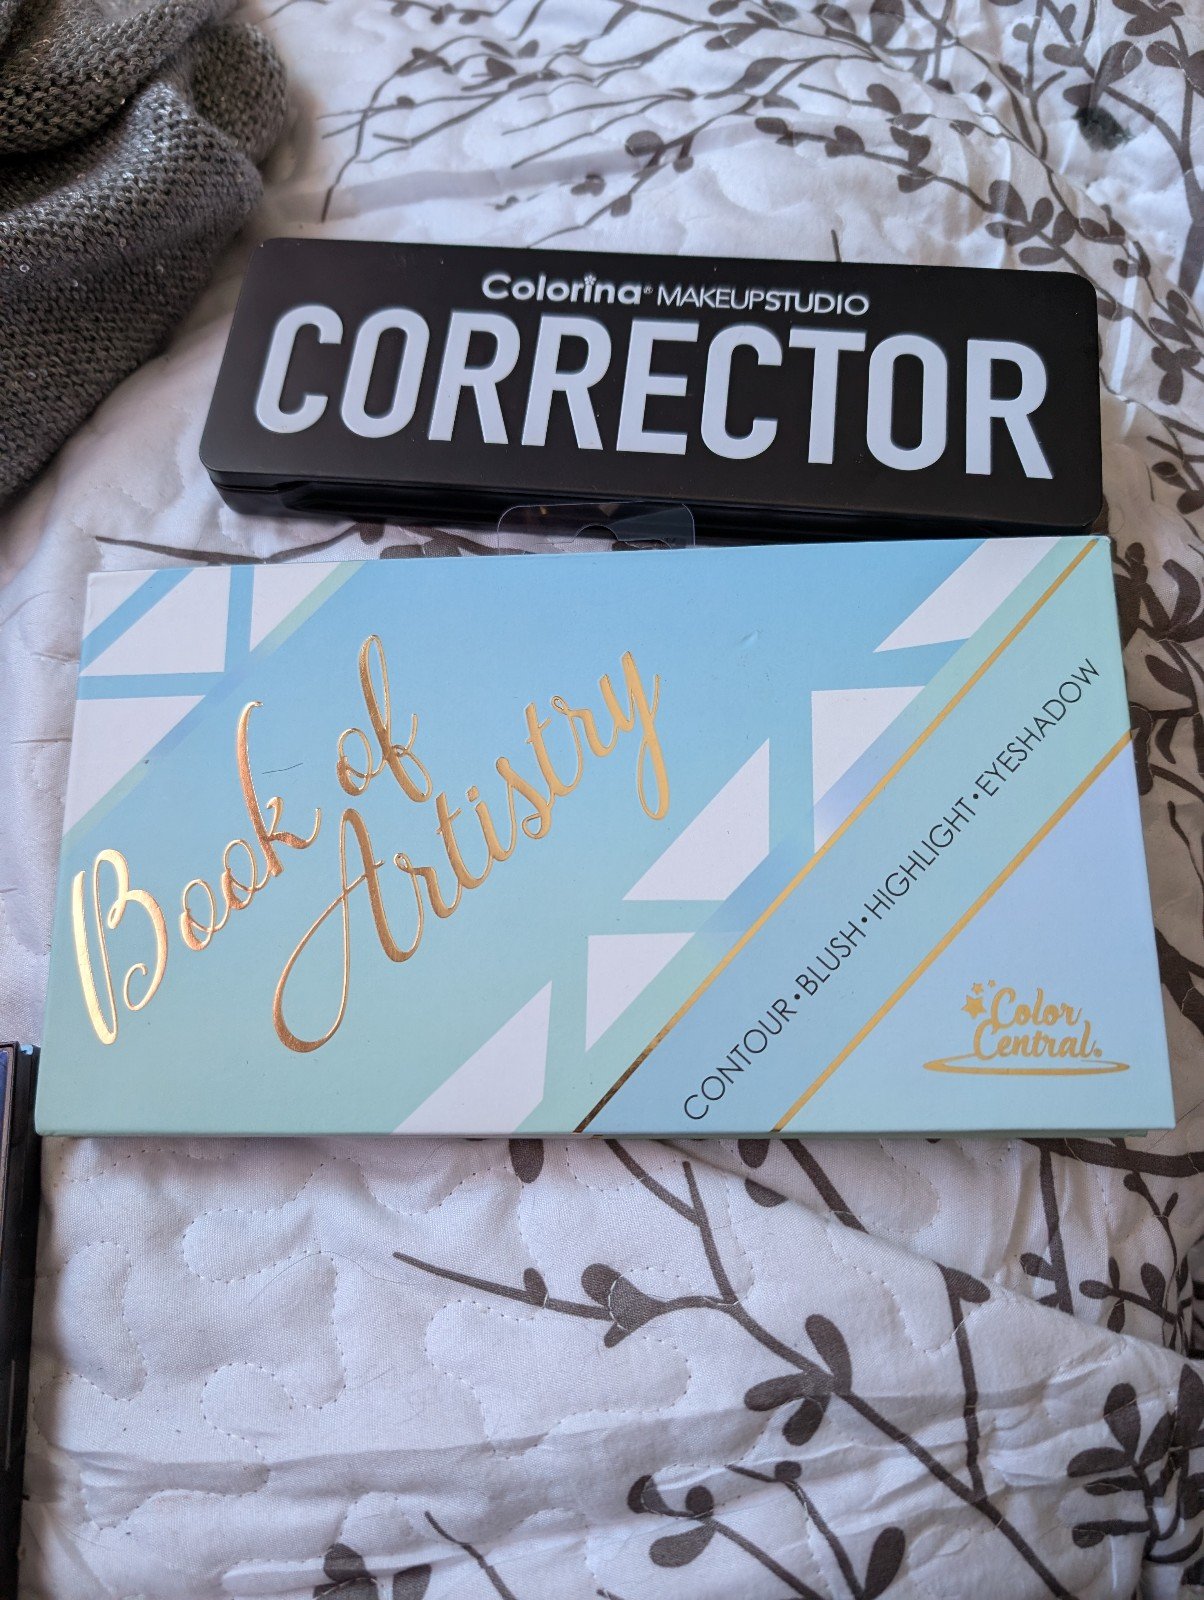 Colorina® MAKEUPSTUDIO
CORRECTOR
Book of
Artistry
CONTOUR • BLUSH • HIGHLIGHT • EYESHADOW
Color
Central.